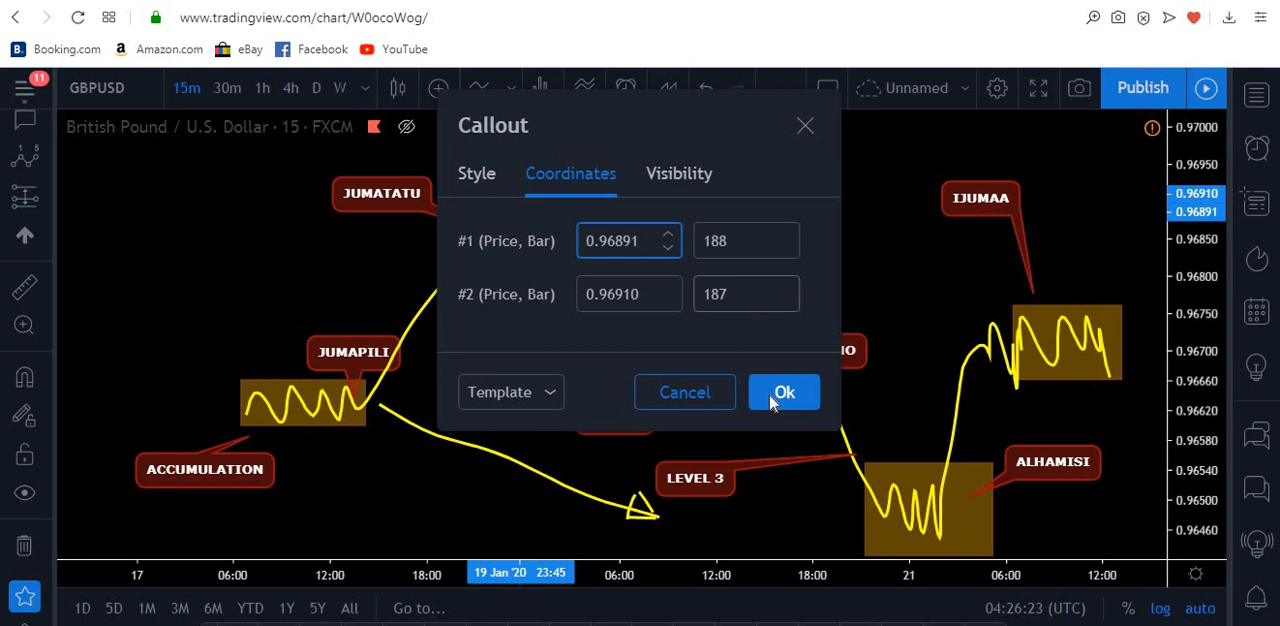 www.tradingview.com/chart/W0ocoWog/
B. Booking.com
a Amazon.com
eBay
Facebook
YouTube
11
GBPUSD
15m 30m 1h 4h D W
Unnamed
Publish
British Pound / U.S. Dollar · 15 · FXCM
Callout
Style
Coordinates
Visibility
#1 (Price, Bar)
0.96891
188
#2 (Price, Bar)
0.96910
187
Template
Cancel
Ok
JUMATATU
IJUMAA
JUMAPILI
ACCUMULATION
LEVEL 3
ALHAMISI
NO
0.97000
0.96950
0.96910
0.96891
0.96850
0.96800
0.96750
0.96700
0.96660
0.96620
0.96580
0.96540
0.96500
0.96460
17
06:00
12:00
18:00
19 Jan '20 23:45
06:00
12:00
18:00
21
06:00
12:00
1D 5D 1M 3M 6M YTD 1Y 5Y All
Go to...
04:26:23 (UTC)
%
log
auto